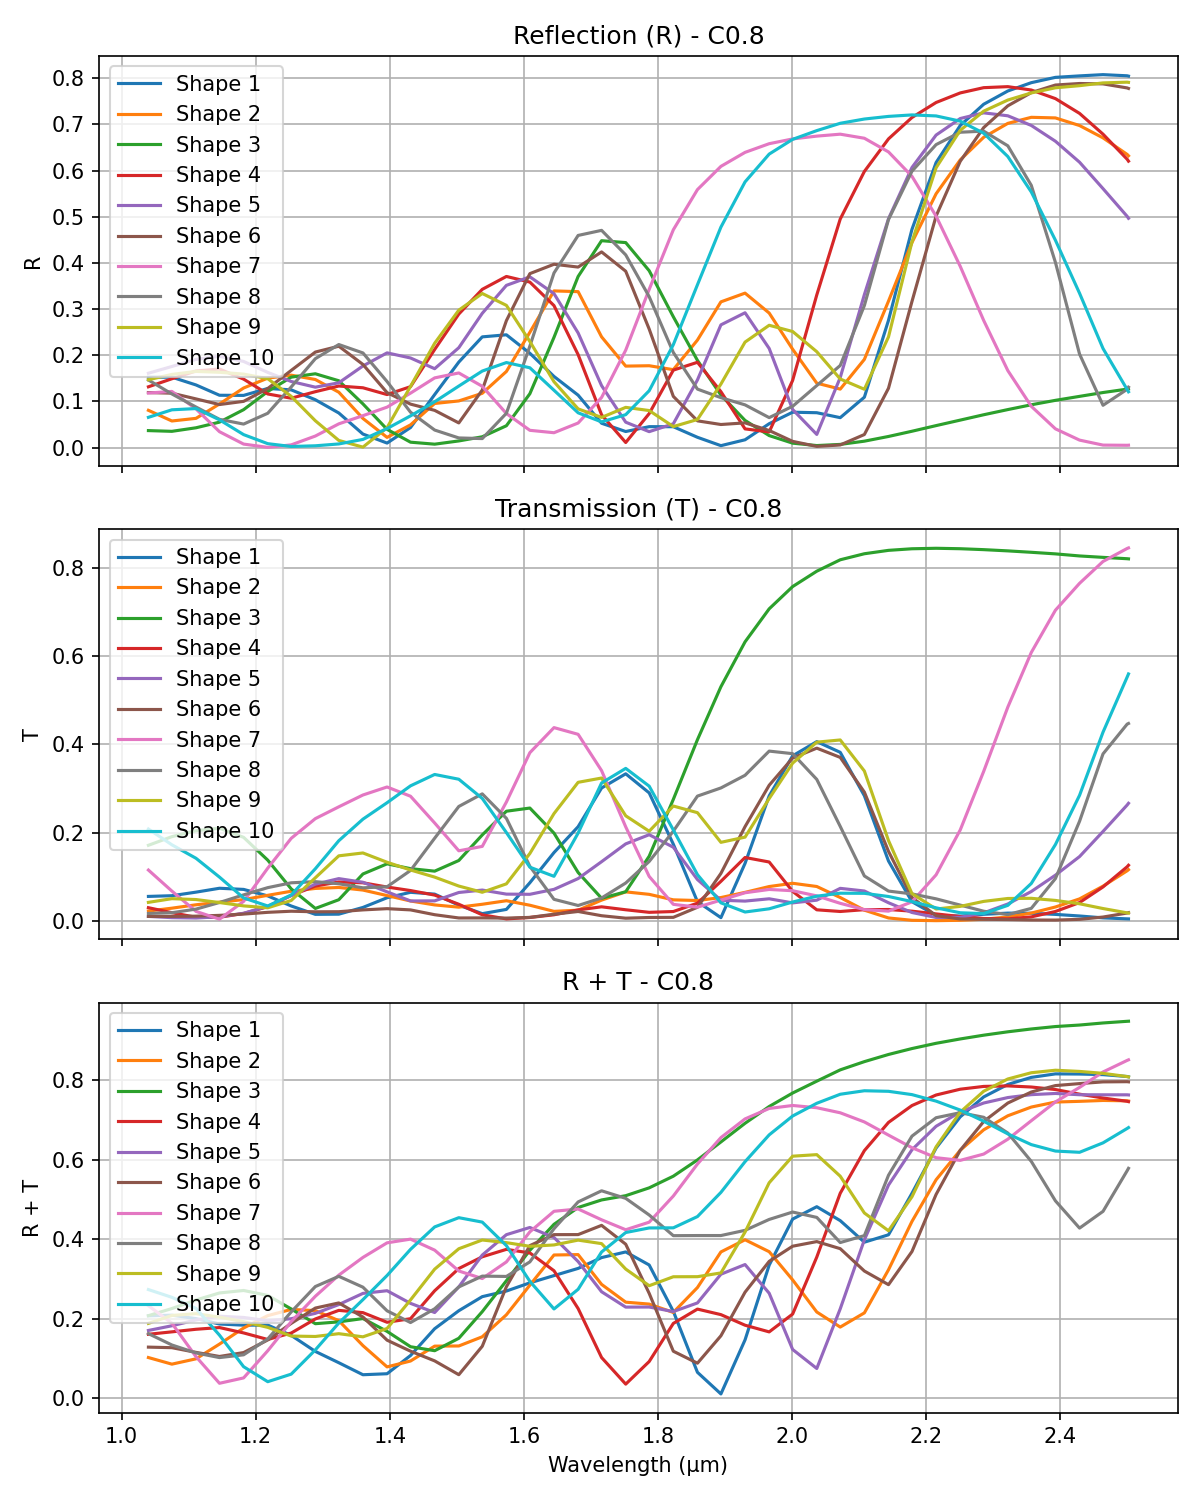 Reflection (R) - C0.8
Shape 1
Shape 2
Shape 3
Shape 4
Shape 5
Shape 6
Shape 7
Shape 8
Shape 9
Shape 10
R
0.8
0.7
0.6
0.5
0.4
0.3
0.2
0.1
0.0
Transmission (T) - C0.8
Shape 1
Shape 2
Shape 3
Shape 4
Shape 5
Shape 6
Shape 7
Shape 8
Shape 9
Shape 10
T
0.8
0.6
0.4
0.2
0.0
R + T - C0.8
Shape 1
Shape 2
Shape 3
Shape 4
Shape 5
Shape 6
Shape 7
Shape 8
Shape 9
Shape 10
R + T
0.8
0.6
0.4
0.2
0.0
1.0 1.2 1.4 1.6 1.8 2.0 2.2 2.4
Wavelength (μm)